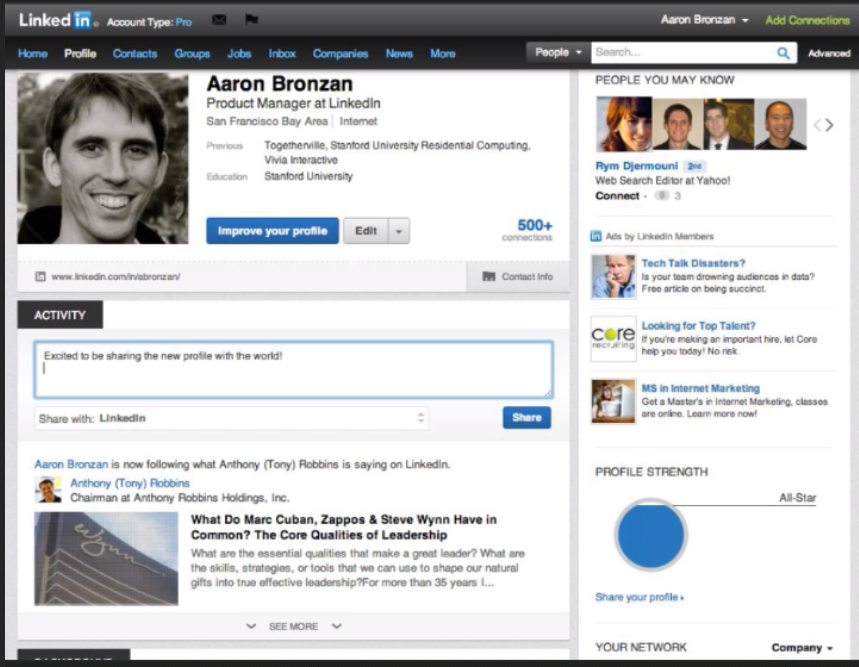 Linked in Account Type: Pro
Aaron Bronzan Add Connections
Home Profile Contacts Groups Jobs Inbox Companies News More
People Search... Advanced
Aaron Bronzan
Product Manager at LinkedIn
San Francisco Bay Area Internet
Previous Togetherville, Stanford University Residential Computing,
Vivia Interactive
Education Stanford University
Improve your profile Edit
500+
connections
www.linkedin.com/in/abronzan/
Contact Info
ACTIVITY
Excited to be sharing the new profile with the world!
Share with: LinkedIn
Share
Aaron Bronzan is now following what Anthony (Tony) Robbins is saying on LinkedIn.
Anthony (Tony) Robbins
Chairman at Anthony Robbins Holdings, Inc.
wynn
What Do Marc Cuban, Zappos & Steve Wynn Have in
Common? The Core Qualities of Leadership
What are the essential qualities that make a great leader? What are
the skills, strategies, or tools that we can use to shape our natural
gifts into true effective leadership?For more than 35 years I...
SEE MORE
PEOPLE YOU MAY KNOW
Rym Djermouni 2nd
Web Search Editor at Yahoo!
Connect · 3
in Ads by LinkedIn Members
Tech Talk Disasters?
Is your team drowning audiences in data?
Free article on being succinct.
core
recruiting
Looking for Top Talent?
If you're making an important hire, let Core
help you today! No risk.
MS in Internet Marketing
Get a Master's in Internet Marketing, classes
are online. Learn more now!
PROFILE STRENGTH
All-Star
Share your profile
YOUR NETWORK Company